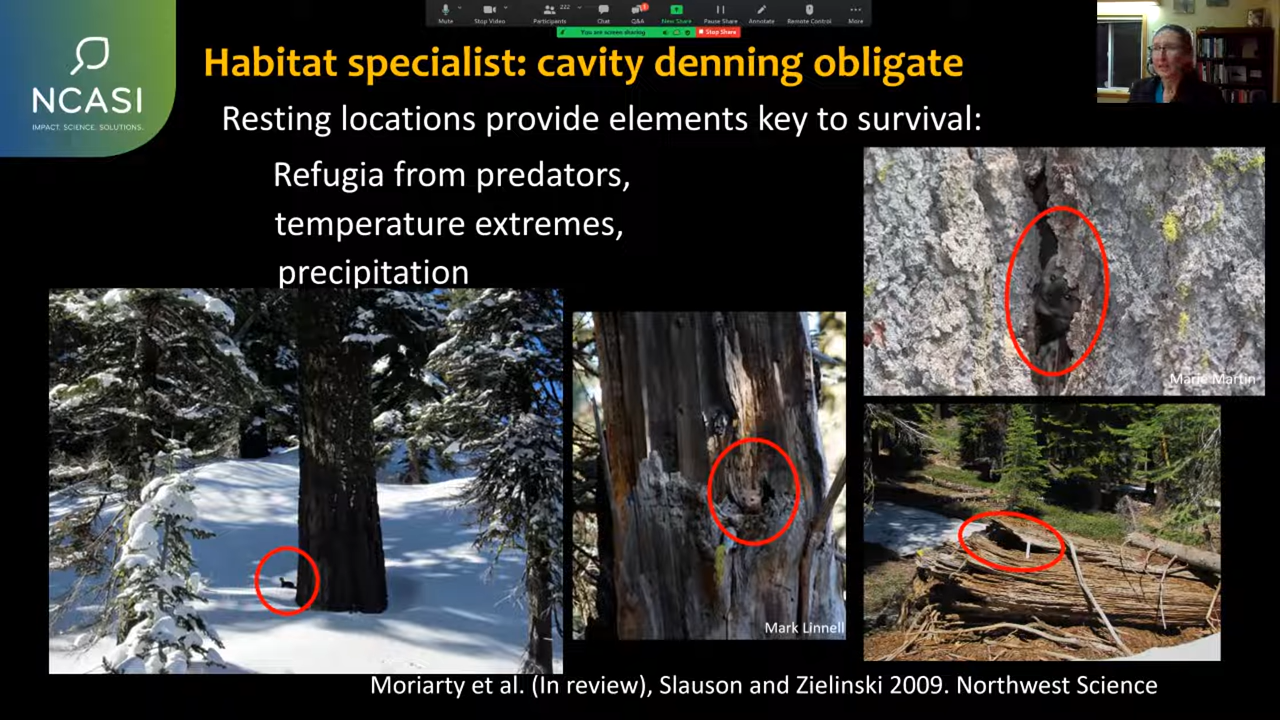 Mute
Stop Video
Participants
222
Chat
Q&A
New Share
Pause Share
Annotate
Remote Control
More
You are screen sharing
Stop Share
NCASI
IMPACT. SCIENCE. SOLUTIONS.
Habitat specialist: cavity denning obligate
Resting locations provide elements key to survival:
Refugia from predators,
temperature extremes,
precipitation
Marie Martin
Mark Linnell
Moriarty et al. (In review), Slauson and Zielinski 2009. Northwest Science